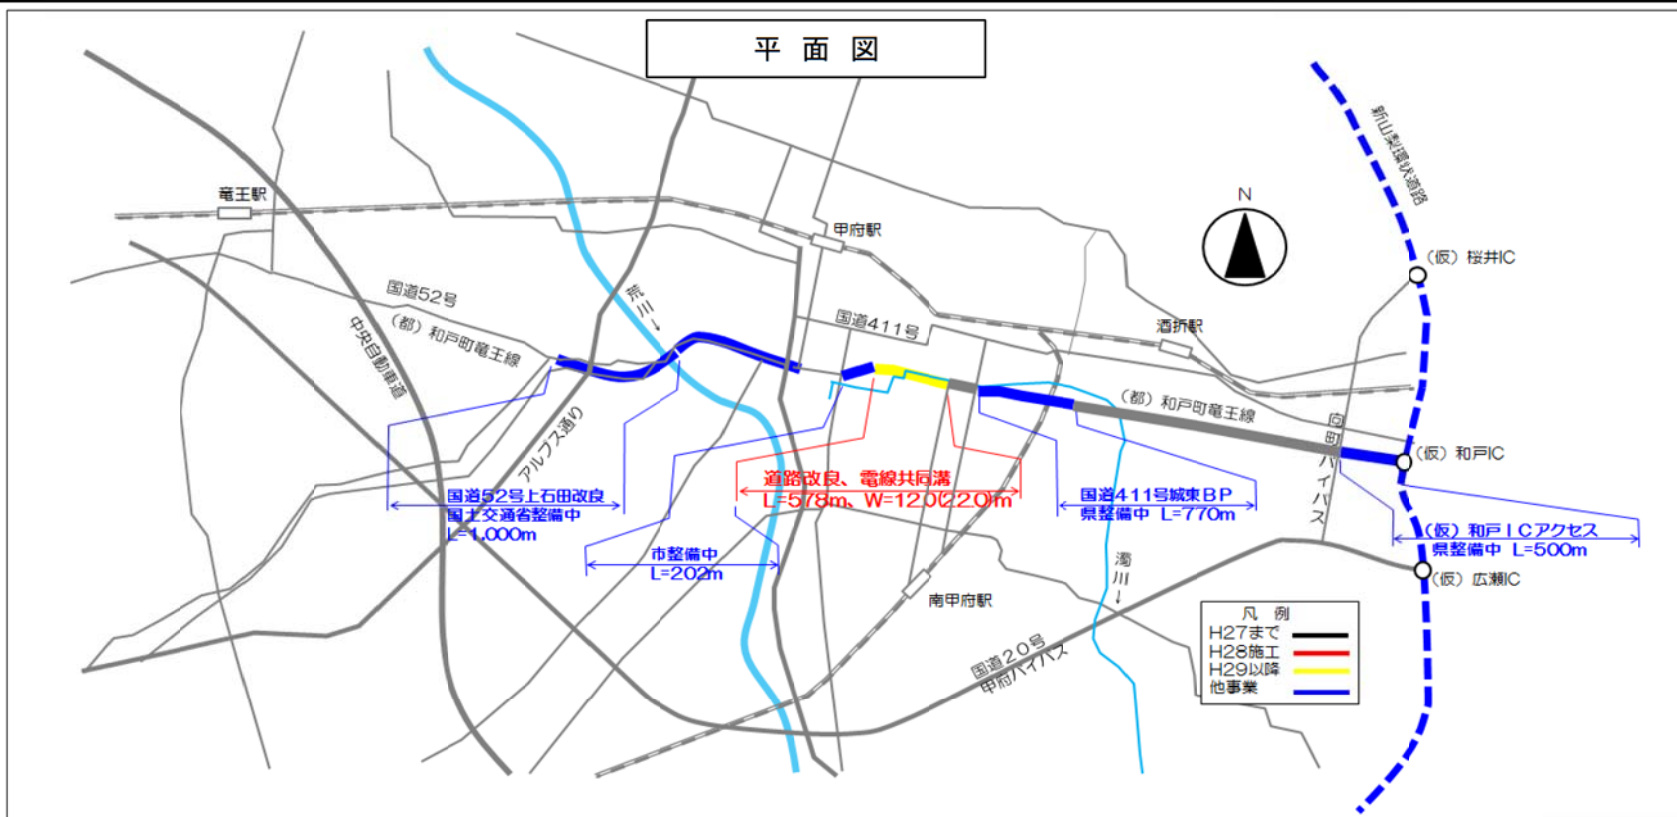 平面図
新山梨環状道路
竜王駅
N
甲府駅
(仮)桜井IC
国道52号
荒川→
(都)和戸町竜王線
中央自動車道
国道411号
酒折駅
(都)和戸町竜王線
向町バイパス
(仮)和戸IC
アルプス通り
道路改良、電線共同溝
L=578m、W=12.0(22.0)m
国道52号上石田改良
国土交通省整備中
L=1,000m
国道411号城東BP
県整備中 L=770m
(仮)和戸ICアクセス
県整備中 L=500m
市整備中
L=202m
濁川→
(仮)広瀬IC
南甲府駅
国道20号
甲府バイパス
凡 例
H27まで
H28施工
H29以降
他事業